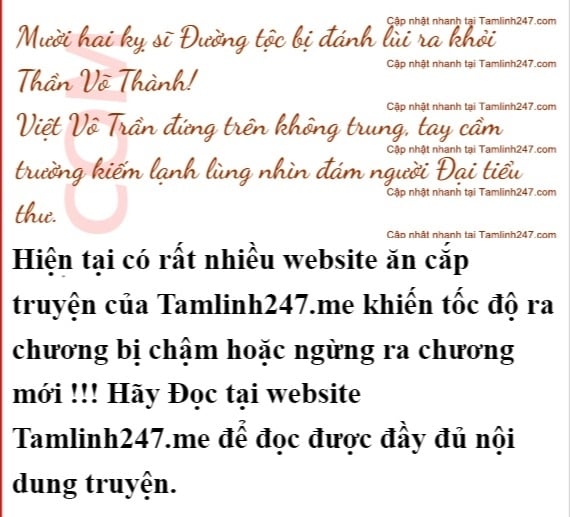 Cập nhật nhanh tại Tamlinh247.com
Mười hai kỵ sĩ Đường tộc bị đánh lùi ra khỏi
Cập nhật nhanh tại Tamlinh247.com
Thần Võ Thành!
Cập nhật nhanh tại Tamlinh247.com
Việt Vô Trần đứng trên không trung, tay cầm
Cập nhật nhanh tại Tamlinh247.com
trường kiếm lạnh lùng nhìn đám người Đại tiểu
Cập nhật nhanh tại Tamlinh247.com
thư.
Cập nhật nhanh tại Tamlinh247.com
COM
Hiện tại có rất nhiều website ăn cắp
truyện của Tamlinh247.me khiến tốc độ ra
chương bị chậm hoặc ngừng ra chương
mới !!! Hãy Đọc tại website
Tamlinh247.me để đọc được đầy đủ nội
dung truyện.